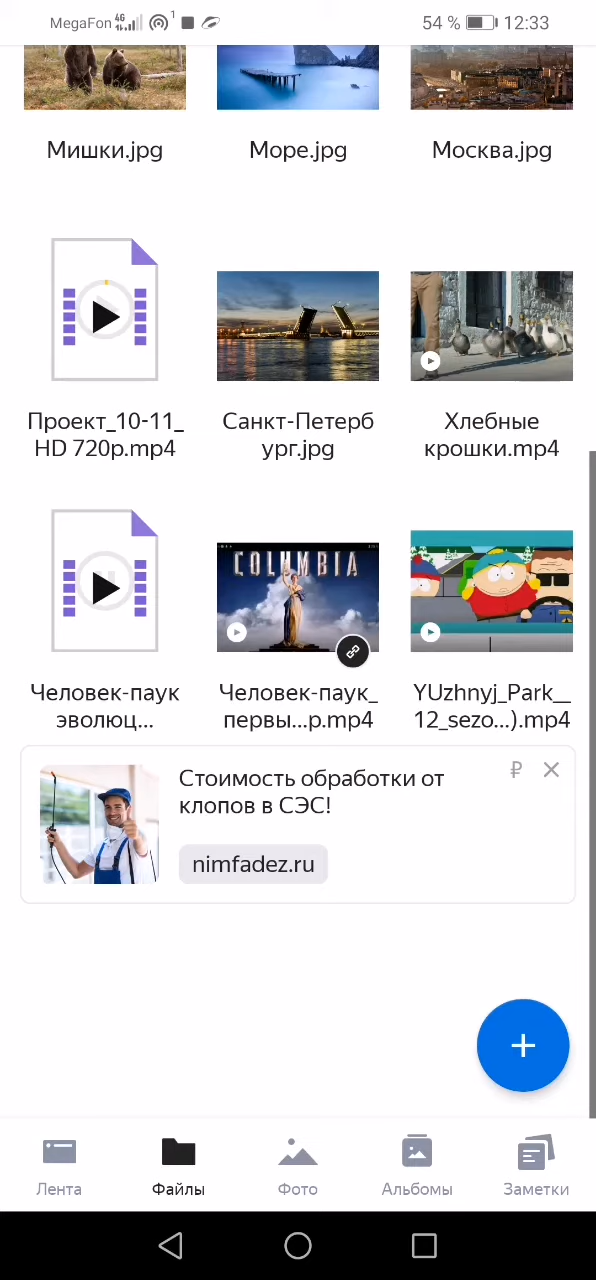 MegaFon 4G 1 54 % 12:33
Мишки.jpg
Море.jpg
Москва.jpg
Проект_10-11_
HD 720p.mp4
Санкт-Петерб
ург.jpg
Хлебные
крошки.mp4
COLUMBIA
Человек-паук
эволюц...
Человек-паук_
первы...p.mp4
YUzhnyj_Park__
12_sezo...).mp4
Стоимость обработки от
клопов в СЭС!
₽
nimfadez.ru
Лента
Файлы
Фото
Альбомы
Заметки